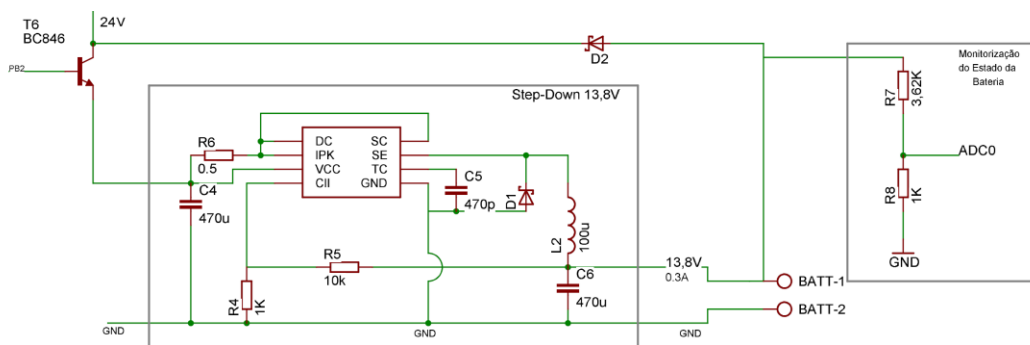 T6
BC846
24V
PB2
D2
Monitorização
do Estado da
Bateria
R7
3,62K
ADC0
R8
1K
GND
Step-Down 13,8V
R6
0.5
DC
IPK
VCC
CII
SC
SE
TC
GND
C4
470u
C5
470p
D1
L2
100u
R5
10k
R4
1K
C6
470u
13,8V
0.3A
BATT-1
BATT-2
GND
GND
GND